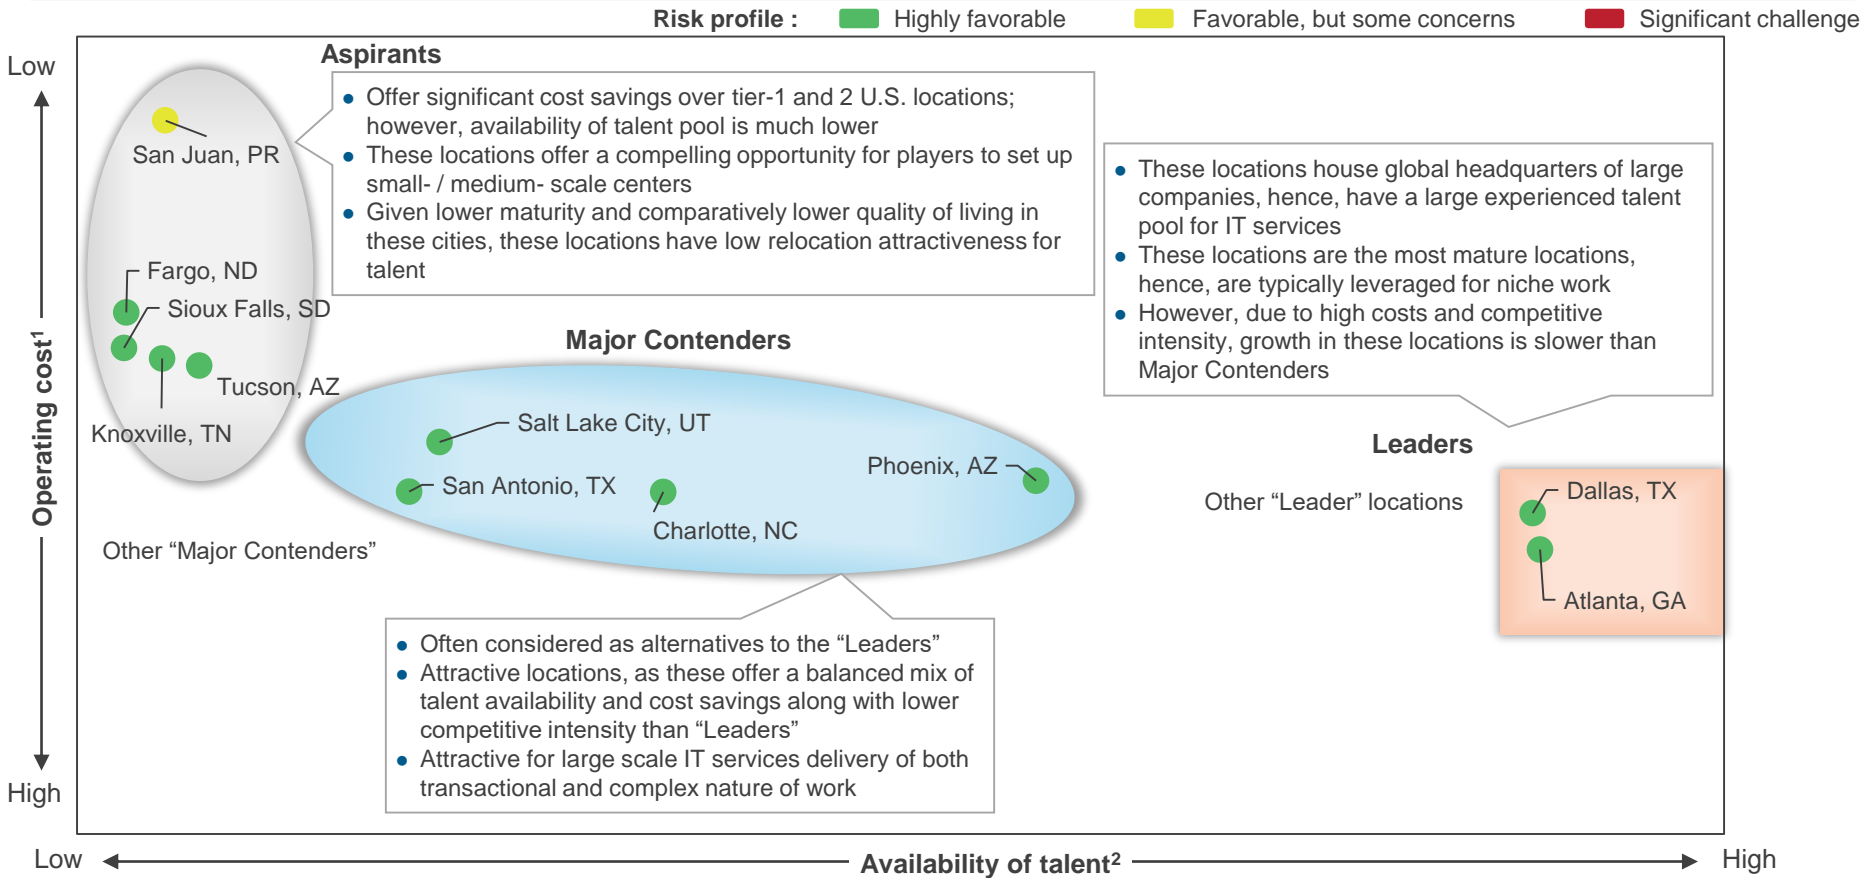 Risk profile :
Highly favorable
Favorable, but some concerns
Significant challenge
Low
Operating cost1
High
Aspirants
● Offer significant cost savings over tier-1 and 2 U.S. locations;
however, availability of talent pool is much lower
● These locations offer a compelling opportunity for players to set up
small- / medium- scale centers
● Given lower maturity and comparatively lower quality of living in
these cities, these locations have low relocation attractiveness for
talent
San Juan, PR
Fargo, ND
Sioux Falls, SD
Tucson, AZ
Knoxville, TN
● These locations house global headquarters of large
companies, hence, have a large experienced talent
pool for IT services
● These locations are the most mature locations,
hence, are typically leveraged for niche work
● However, due to high costs and competitive
intensity, growth in these locations is slower than
Major Contenders
Major Contenders
Salt Lake City, UT
San Antonio, TX
Charlotte, NC
Phoenix, AZ
Other “Major Contenders”
Leaders
Other “Leader” locations
Dallas, TX
Atlanta, GA
● Often considered as alternatives to the “Leaders”
● Attractive locations, as these offer a balanced mix of
talent availability and cost savings along with lower
competitive intensity than “Leaders”
● Attractive for large scale IT services delivery of both
transactional and complex nature of work
Low
Availability of talent2
High